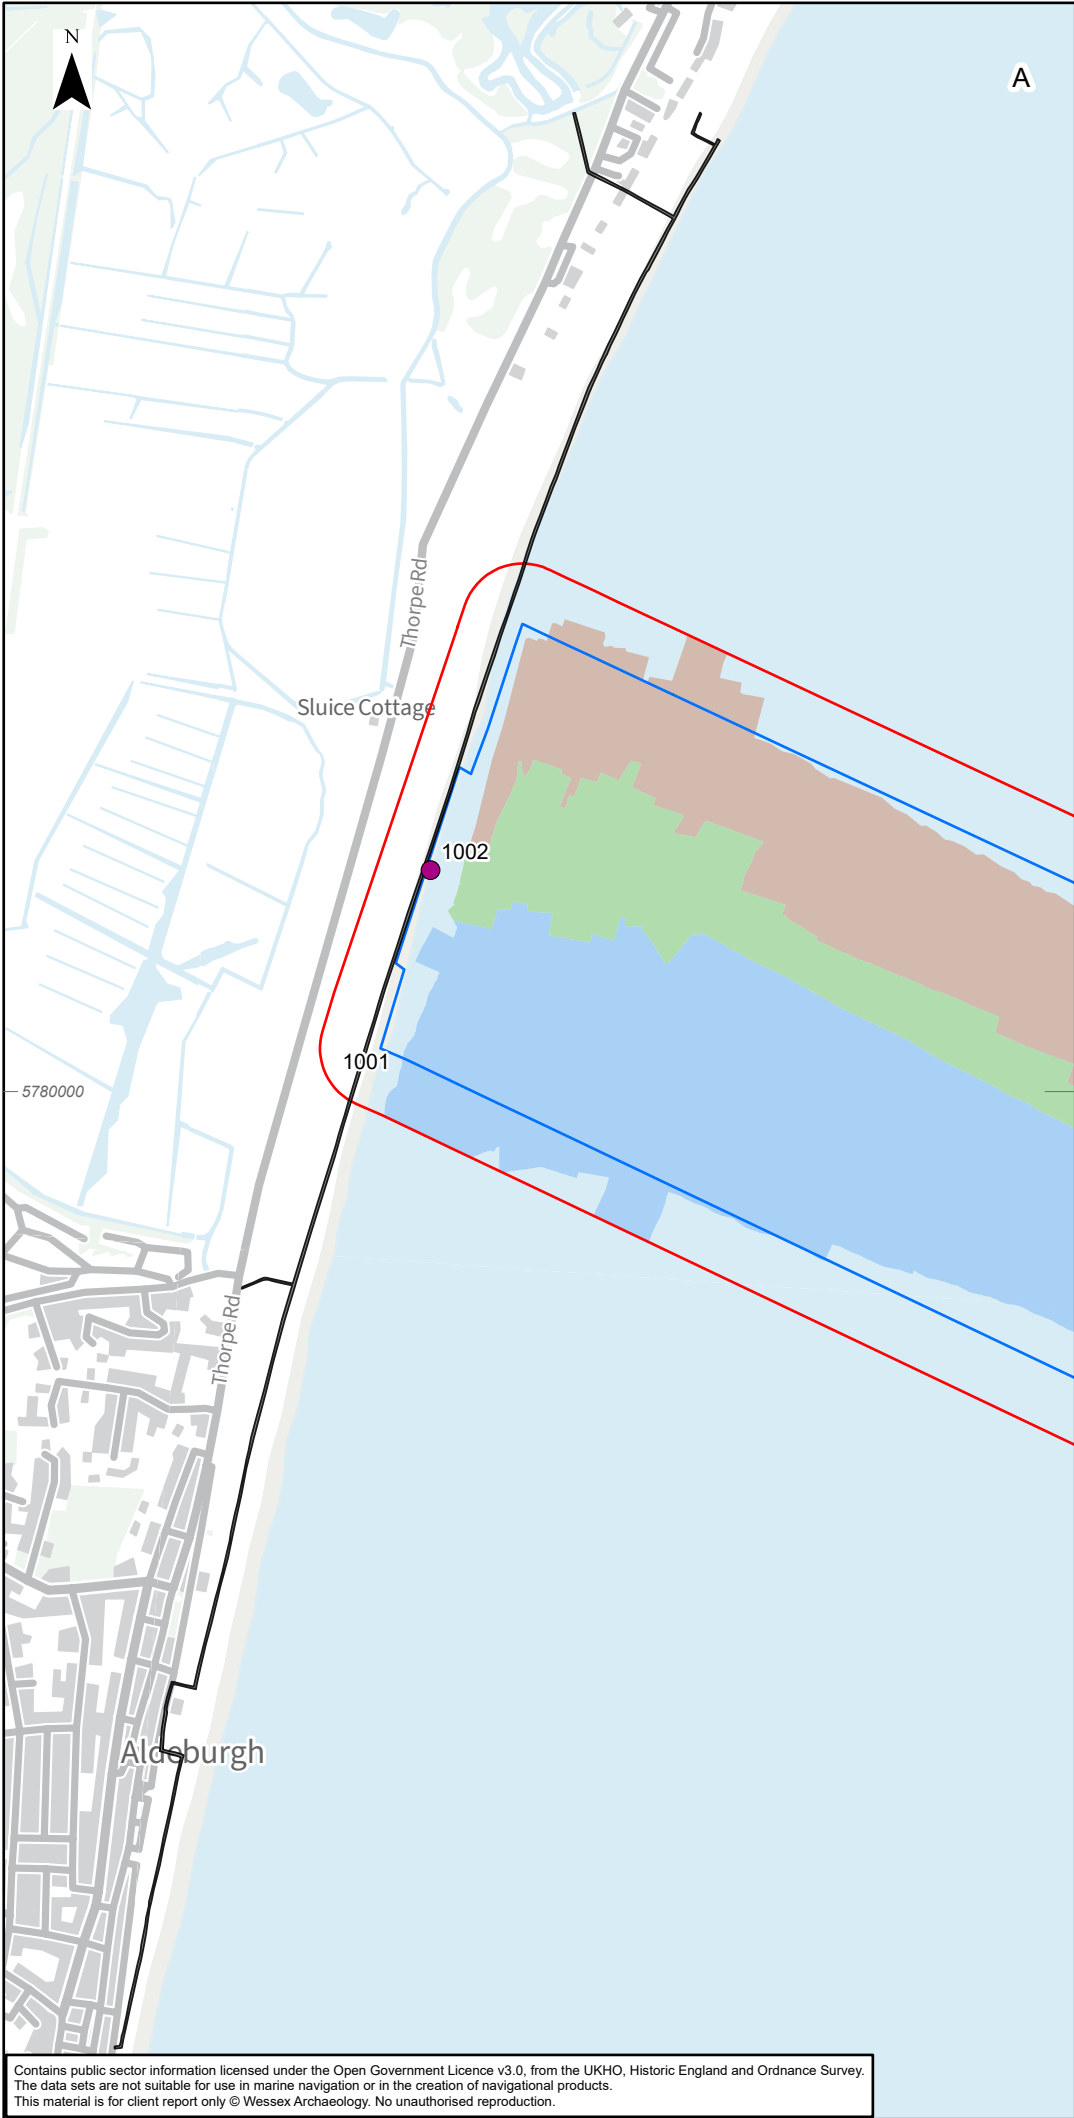 N
A
Thorpe Rd
Sluice Cottage
1002
1001
5780000
Thorpe Rd
Aldeburgh
Contains public sector information licensed under the Open Government Licence v3.0, from the UKHO, Historic England and Ordnance Survey.
The data sets are not suitable for use in marine navigation or in the creation of navigational products.
This material is for client report only © Wessex Archaeology. No unauthorised reproduction.